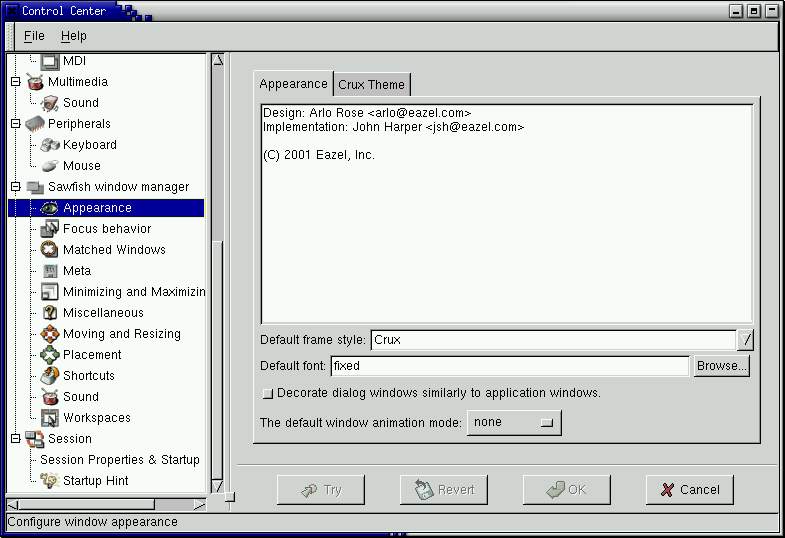 Control Center
File Help
MDI
Multimedia
Sound
Peripherals
Keyboard
Mouse
Sawfish window manager
Appearance
Focus behavior
Matched Windows
Meta
Minimizing and Maximizin
Miscellaneous
Moving and Resizing
Placement
Shortcuts
Sound
Workspaces
Session
Session Properties & Startup
Startup Hint
Appearance Crux Theme
Design: Arlo Rose <arlo@eazel.com>
Implementation: John Harper <jsh@eazel.com>
(C) 2001 Eazel, Inc.
Default frame style: Crux
Default font: fixed Browse...
Decorate dialog windows similarly to application windows.
The default window animation mode: none
Try Revert OK Cancel
Configure window appearance